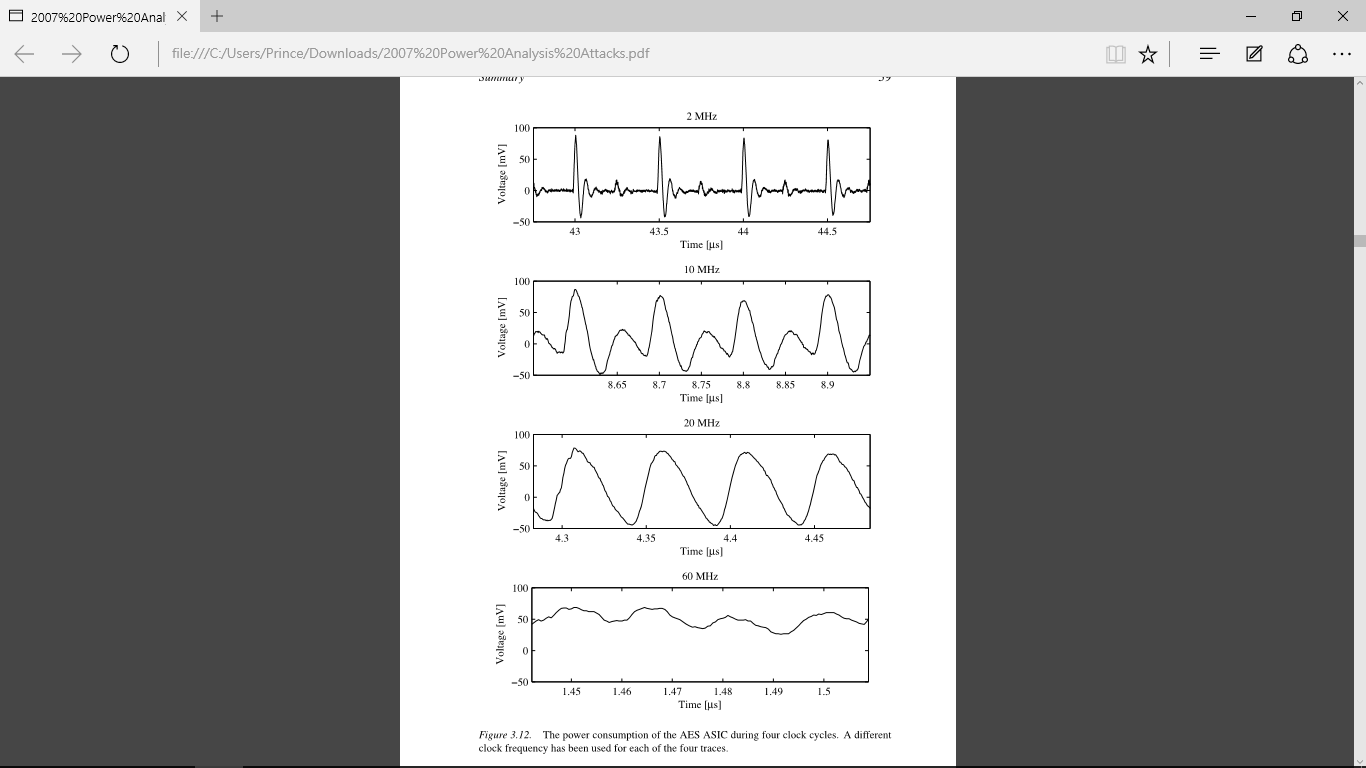 2007%20Power%20Anal
file:///C:/Users/Prince/Downloads/2007%20Power%20Analysis%20Attacks.pdf
Summary 59
2 MHz
100
50
0
−50
Voltage [mV]
43 43.5 44 44.5
Time [µs]
10 MHz
100
50
0
−50
Voltage [mV]
8.65 8.7 8.75 8.8 8.85 8.9
Time [µs]
20 MHz
100
50
0
−50
Voltage [mV]
4.3 4.35 4.4 4.45
Time [µs]
60 MHz
100
50
0
−50
Voltage [mV]
1.45 1.46 1.47 1.48 1.49 1.5
Time [µs]
Figure 3.12. The power consumption of the AES ASIC during four clock cycles. A different
clock frequency has been used for each of the four traces.